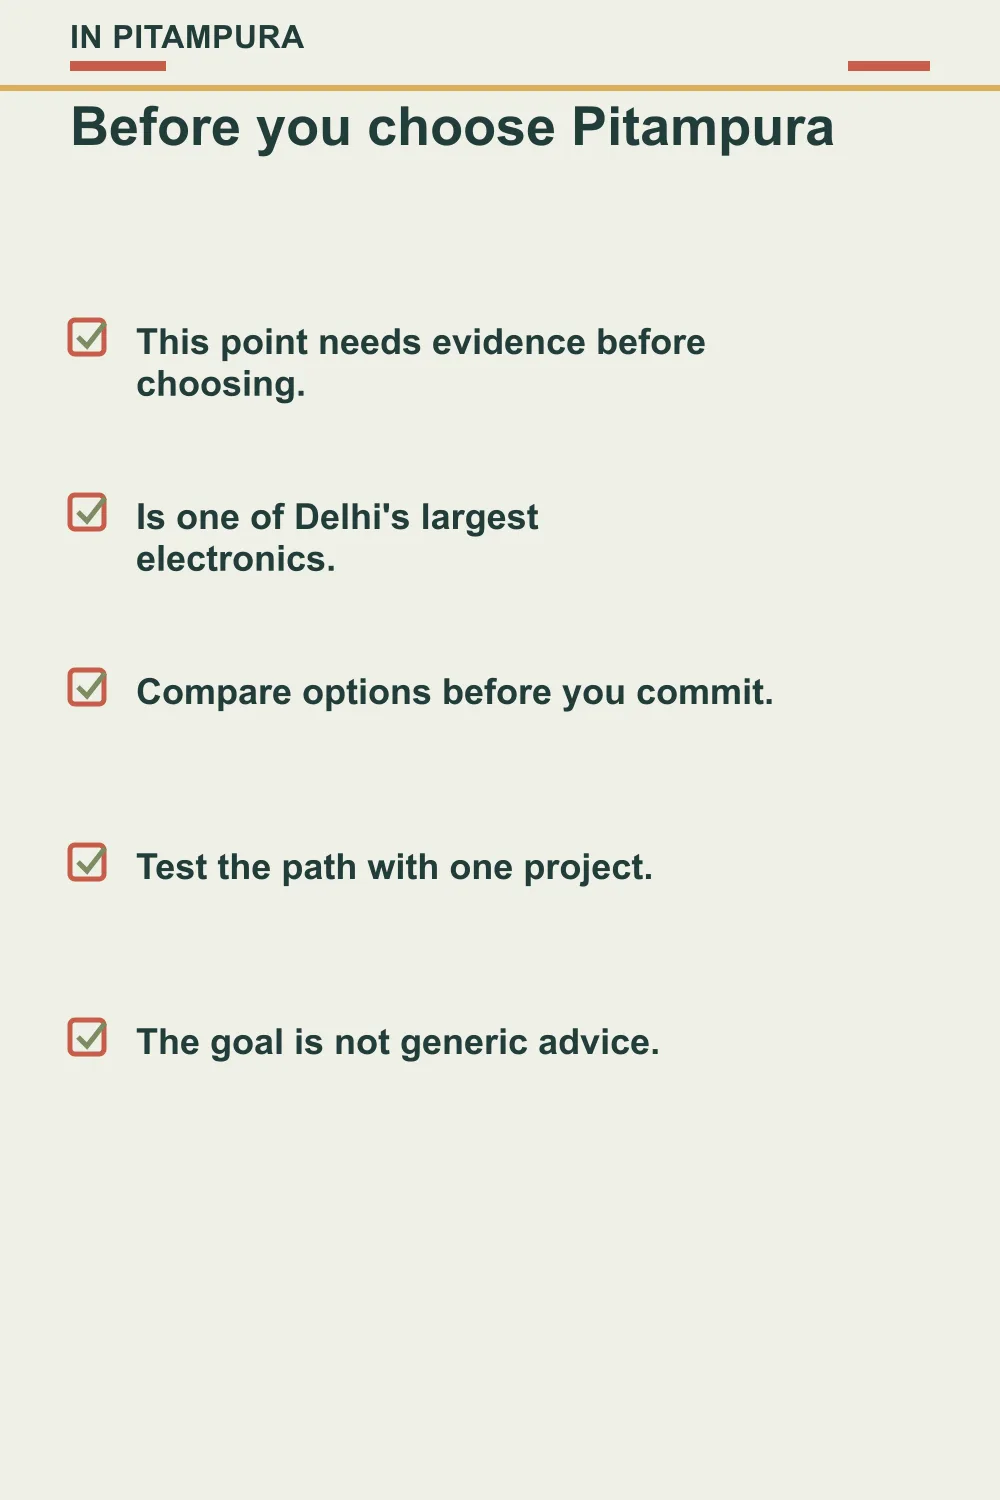 IN PITAMPURA
Before you choose Pitampura
This point needs evidence before
choosing.
Is one of Delhi's largest
electronics.
Compare options before you commit.
Test the path with one project.
The goal is not generic advice.